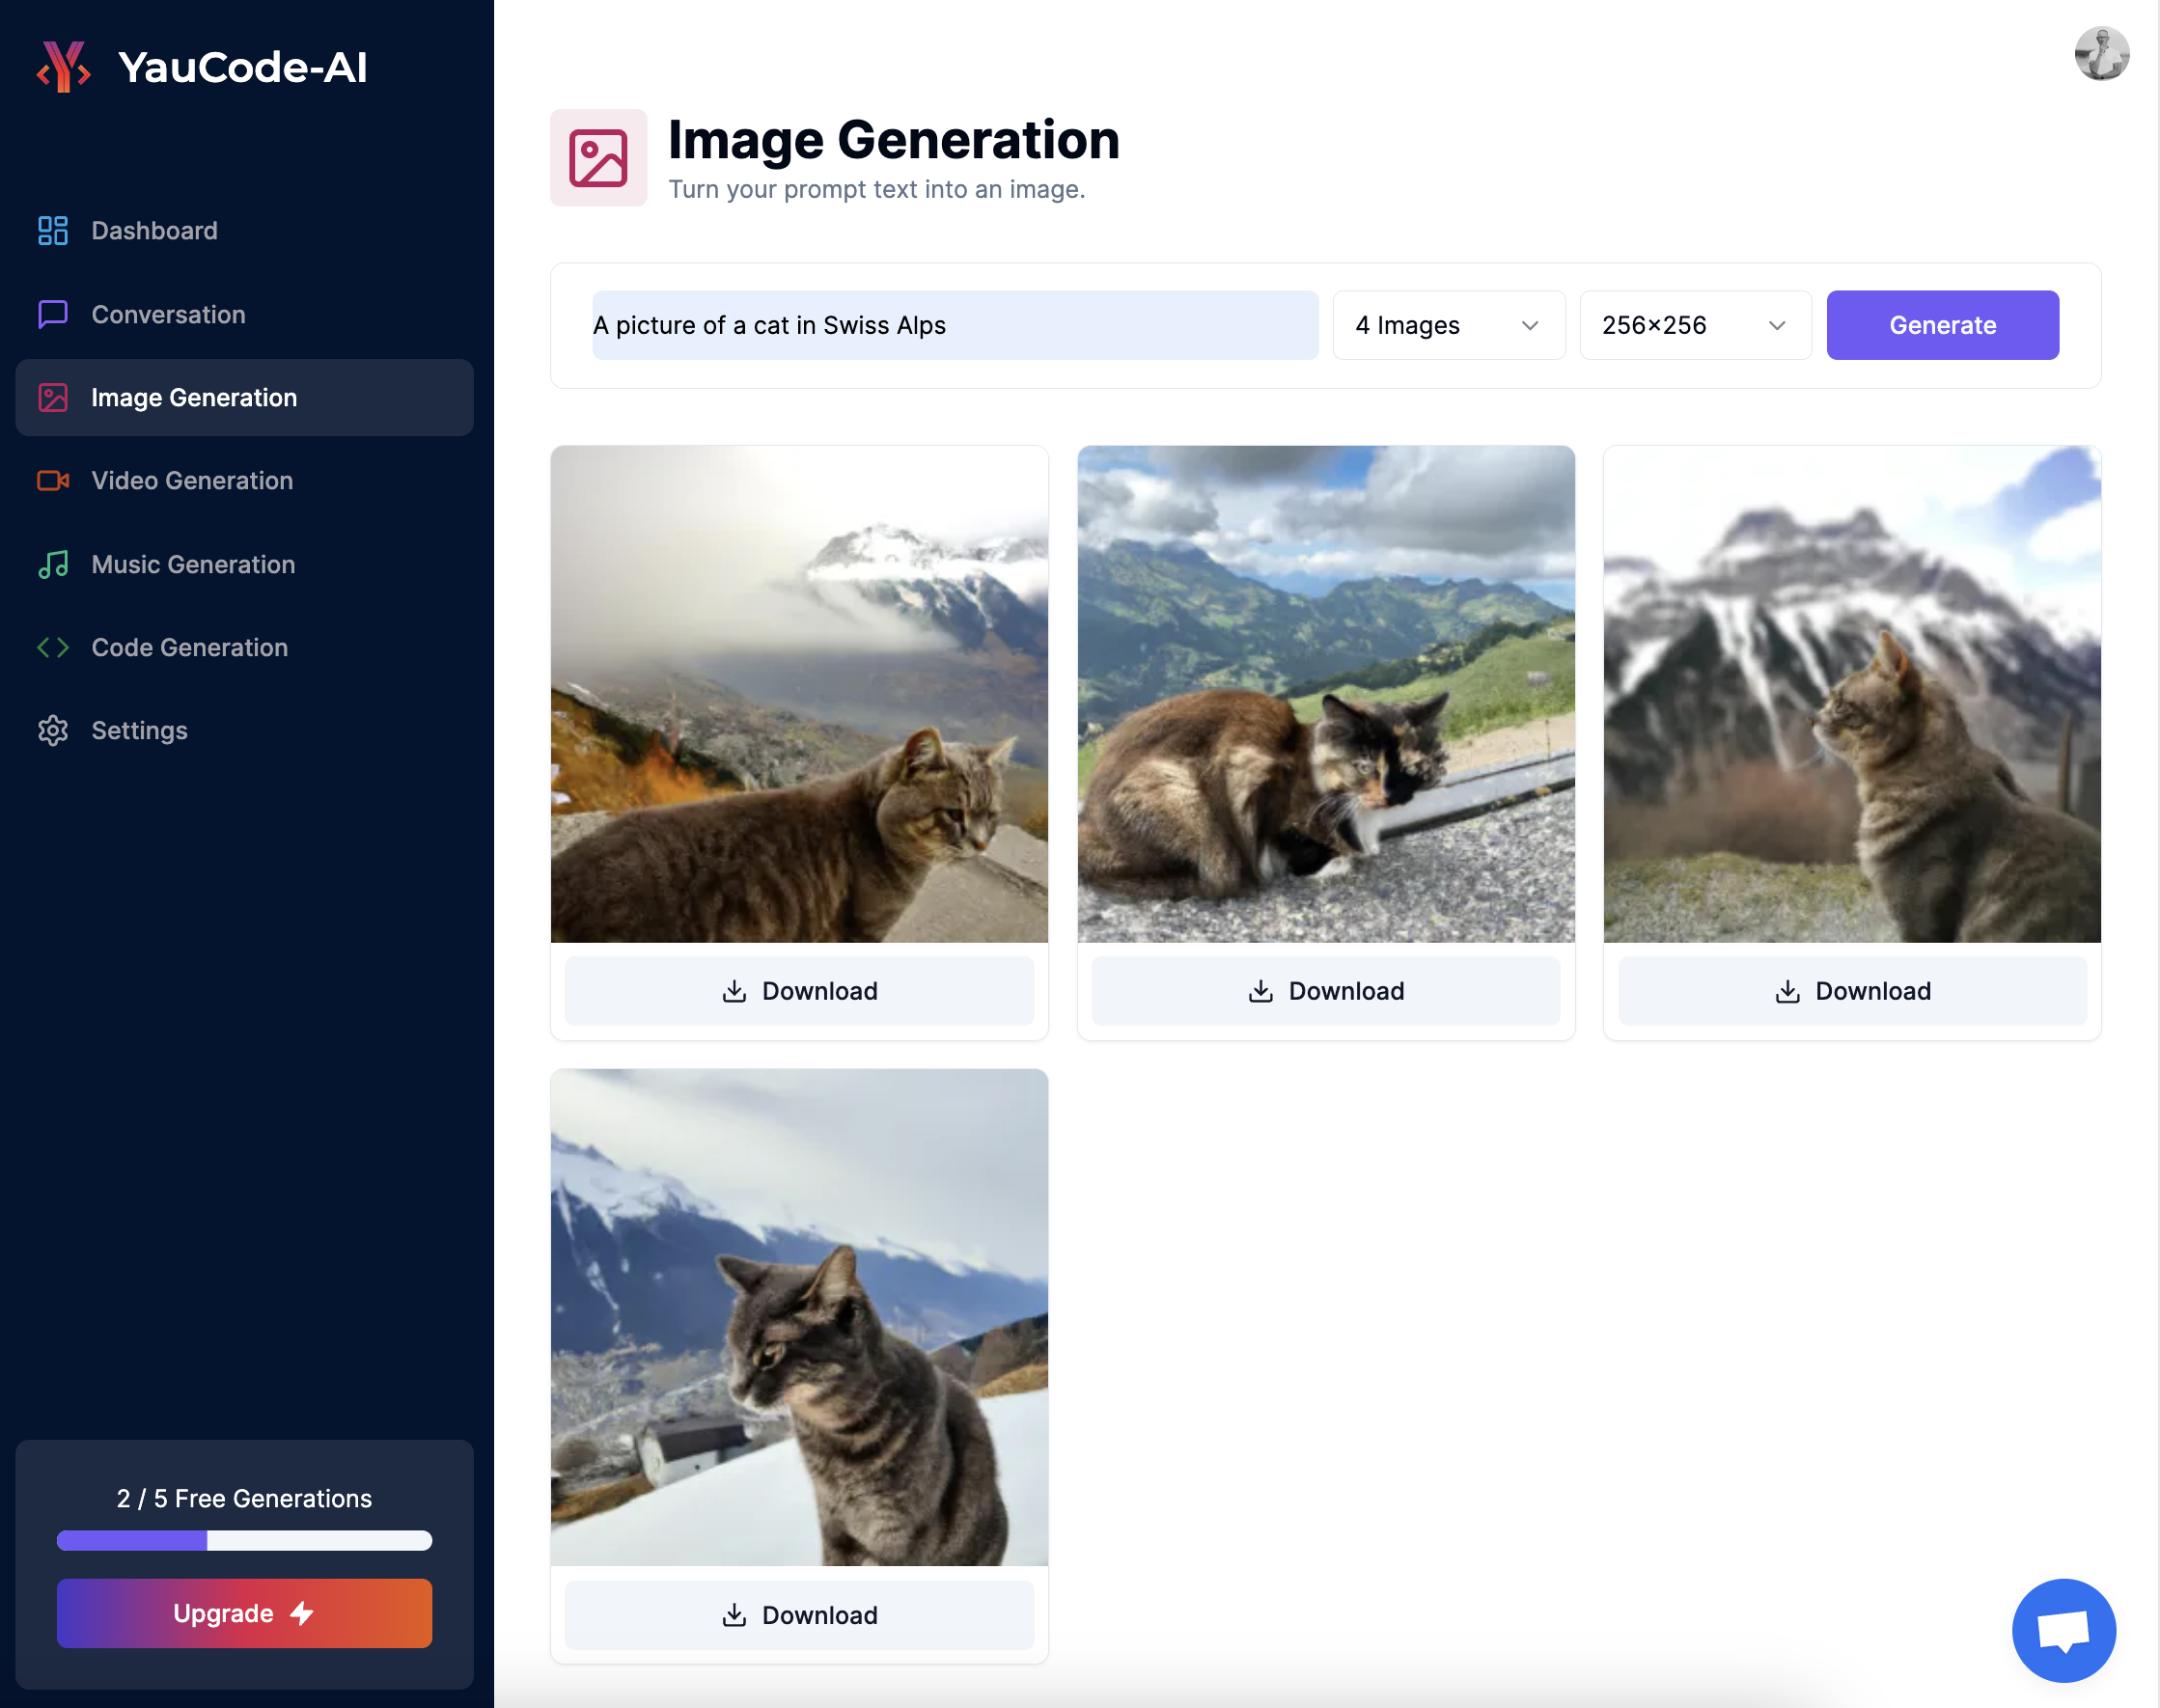 YauCode-AI
Dashboard
Conversation
Image Generation
Video Generation
Music Generation
Code Generation
Settings
2 / 5 Free Generations
Upgrade
Image Generation
Turn your prompt text into an image.
A picture of a cat in Swiss Alps
4 Images
256×256
Generate
Download
Download
Download
Download